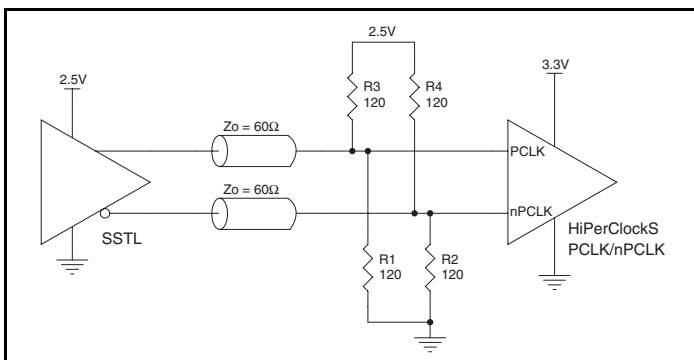 2.5V
2.5V
3.3V
R3
120
R4
120
Zo = 60Ω
PCLK
Zo = 60Ω
nPCLK
SSTL
HiPerClockS
PCLK/nPCLK
R1
120
R2
120